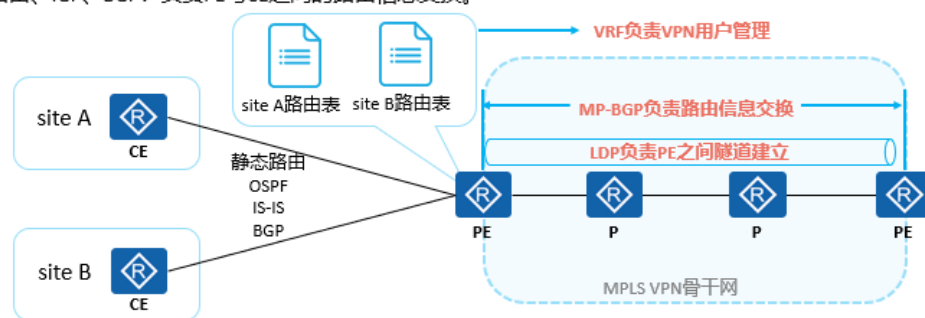 VRF负责VPN用户管理
site A路由表
site B路由表
site A
CE
MP-BGP负责路由信息交换
LDP负责PE之间隧道建立
静态路由
OSPF
IS-IS
BGP
PE
P
P
PE
site B
CE
MPLS VPN骨干网